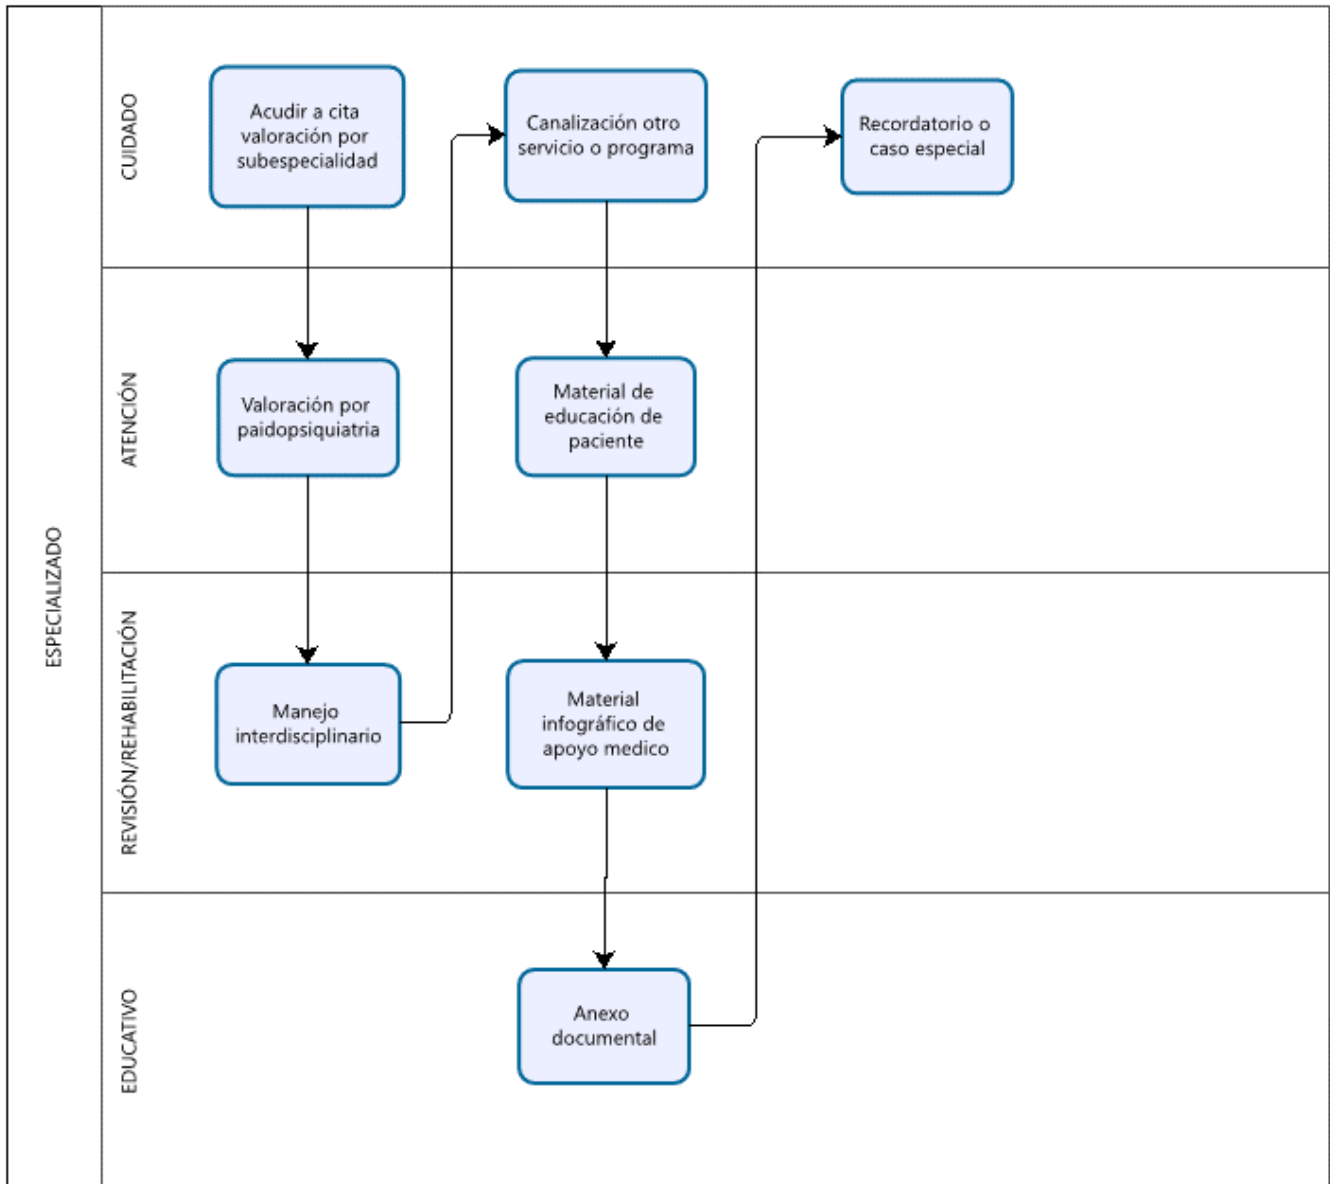 ESPECIALIZADO
CUIDADO
Acudir a cita
valoración por
subespecialidad
Canalización otro
servicio o programa
Recordatorio o
caso especial
ATENCIÓN
Valoración por
paidopsiquiatria
Material de
educación de
paciente
REVISIÓN/REHABILITACIÓN
Manejo
interdisciplinario
Material
infográfico de
apoyo medico
EDUCATIVO
Anexo
documental